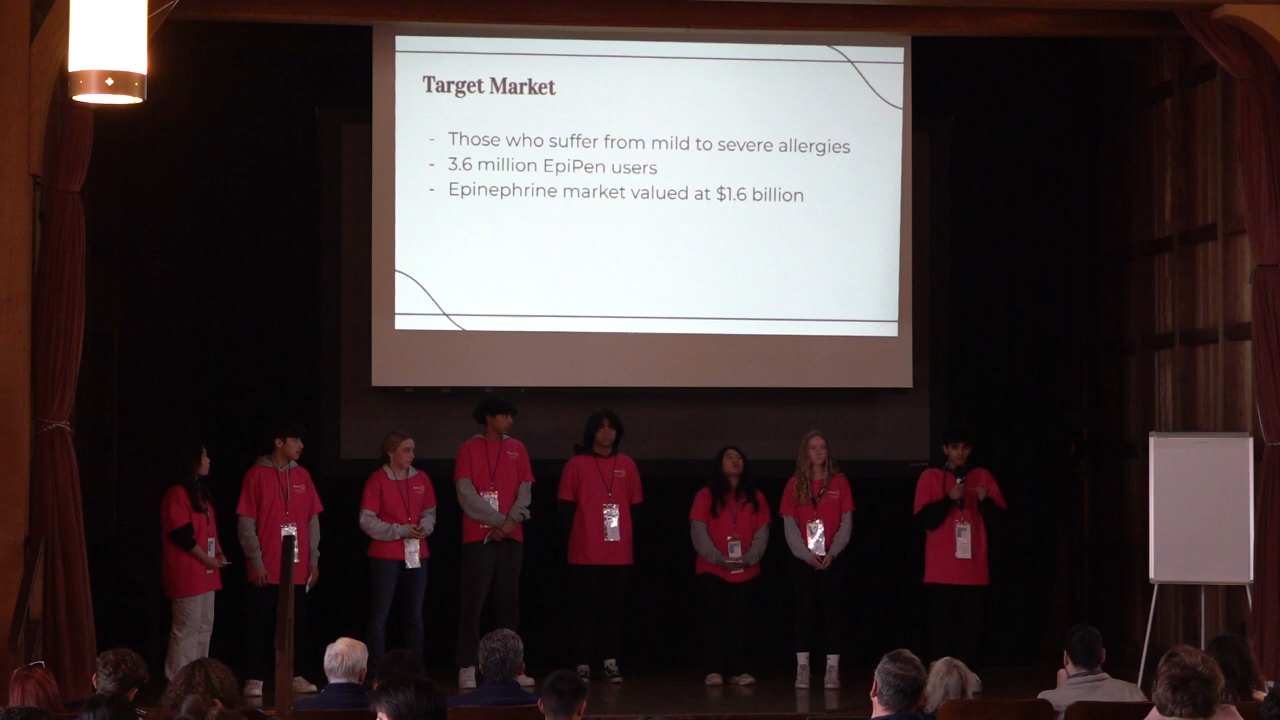 Target Market
- Those who suffer from mild to severe allergies
- 3.6 million EpiPen users
- Epinephrine market valued at $1.6 billion